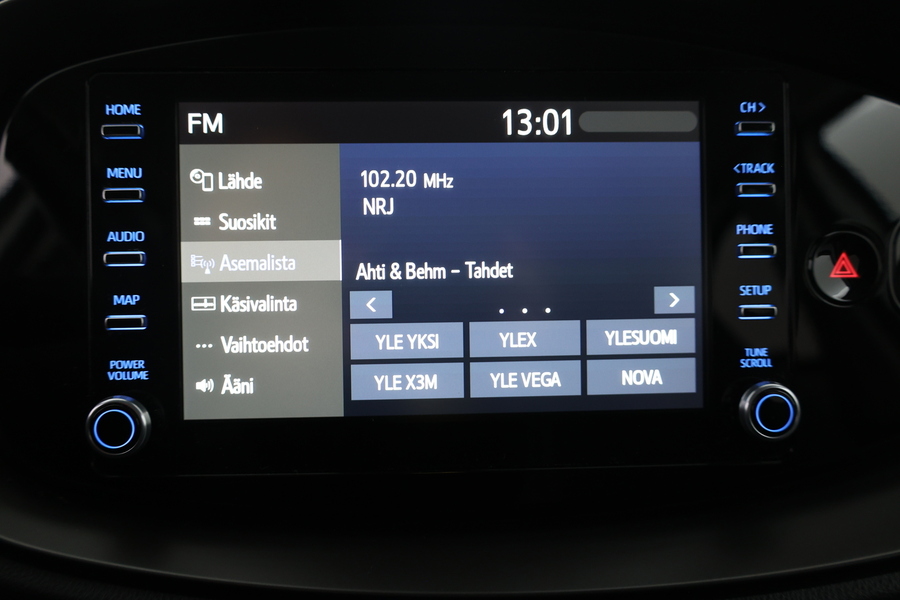 HOME
MENU
AUDIO
MAP
POWER
VOLUME
FM
13:01
Lähde
Suosikit
Asemalista
Käsivalinta
Vaihtoehdot
Ääni
102.20 MHz
NRJ
Ahti & Behm – Tahdet
<
. . .
>
YLE YKSI
YLEX
YLESUOMI
YLE X3M
YLE VEGA
NOVA
CH >
< TRACK
PHONE
SETUP
TUNE
SCROLL